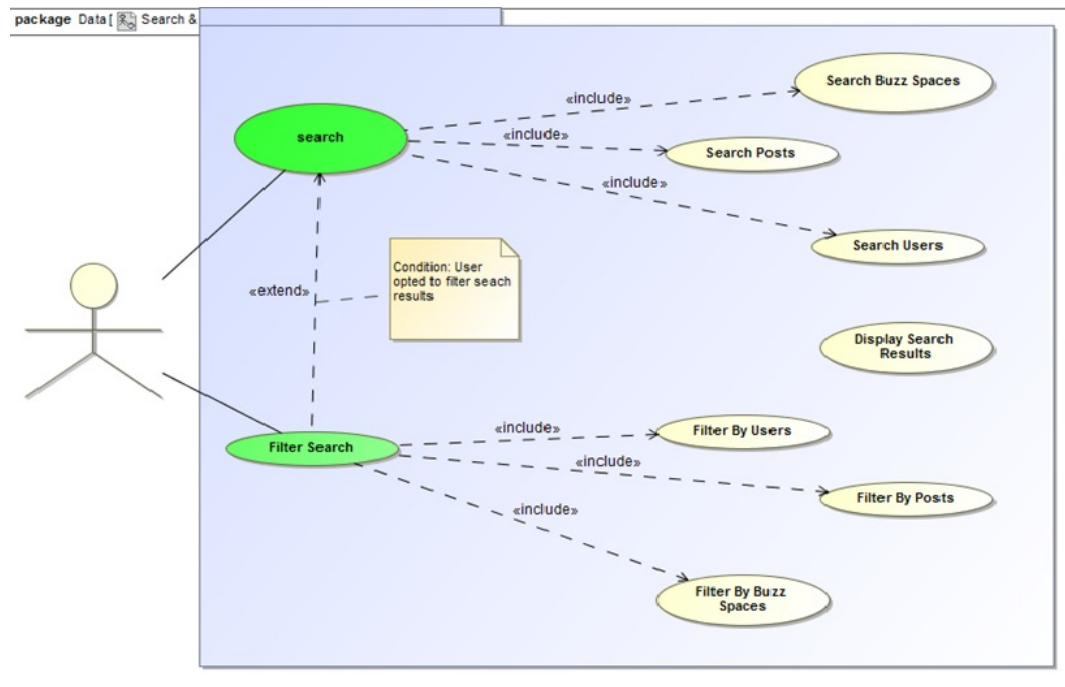 package Data[ Search &
Search Buzz Spaces
«include»
search
«include»
Search Posts
«include»
Search Users
Condition: User
opted to filter seach
results
«extend»
Display Search
Results
Filter By Users
«include»
Filter Search
«include»
Filter By Posts
«include»
Filter By Buzz
Spaces